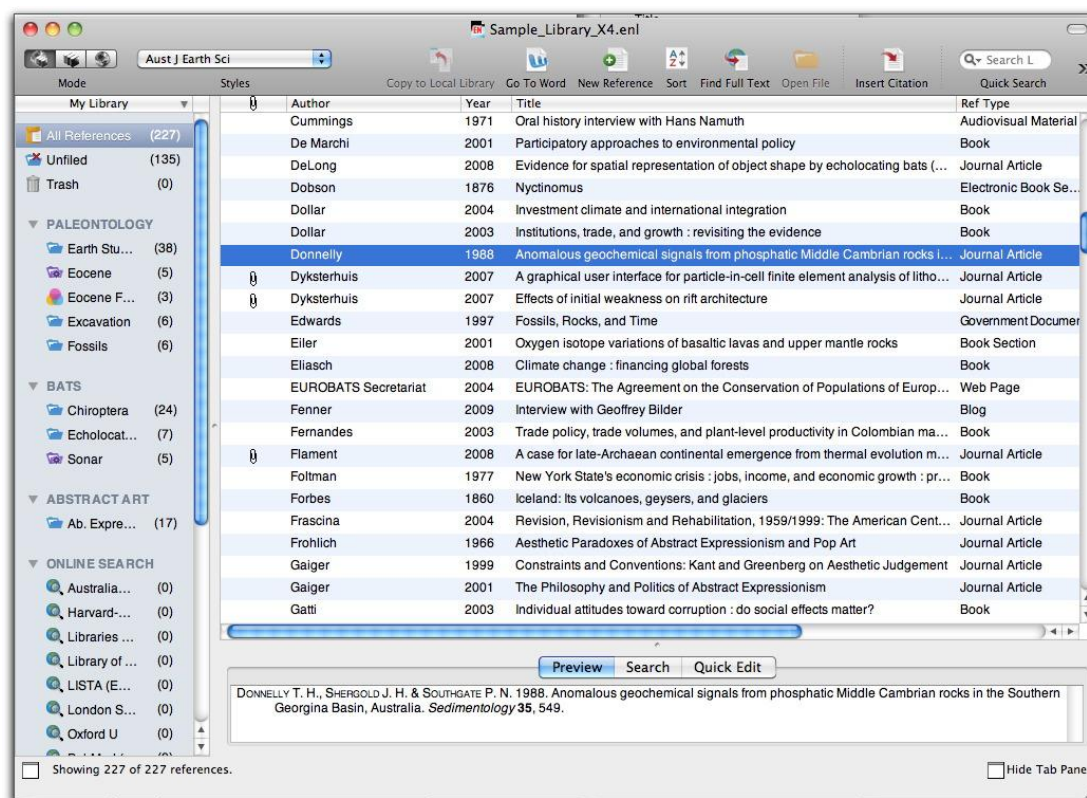 Title
Sample_Library_X4.enl
Aust J Earth Sci
Search L
Mode Styles Copy to Local Library Go To Word New Reference Sort Find Full Text Open File Insert Citation Quick Search
My Library
Author Year Title Ref Type
All References (227)
Unfiled (135)
Trash (0)
PALEONTOLOGY
Earth Stu... (38)
Eocene (5)
Eocene F... (3)
Excavation (6)
Fossils (6)
BATS
Chiroptera (24)
Echolocat... (7)
Sonar (5)
ABSTRACT ART
Ab. Expre... (17)
ONLINE SEARCH
Australia... (0)
Harvard-... (0)
Libraries ... (0)
Library of ... (0)
LISTA (E... (0)
London S... (0)
Oxford U (0)
Cummings 1971 Oral history interview with Hans Namuth Audiovisual Material
De Marchi 2001 Participatory approaches to environmental policy Book
DeLong 2008 Evidence for spatial representation of object shape by echolocating bats (... Journal Article
Dobson 1876 Nyctinomus Electronic Book Se...
Dollar 2004 Investment climate and international integration Book
Dollar 2003 Institutions, trade, and growth : revisiting the evidence Book
Donnelly 1988 Anomalous geochemical signals from phosphatic Middle Cambrian rocks i... Journal Article
Dyksterhuis 2007 A graphical user interface for particle-in-cell finite element analysis of litho... Journal Article
Dyksterhuis 2007 Effects of initial weakness on rift architecture Journal Article
Edwards 1997 Fossils, Rocks, and Time Government Documen
Eiler 2001 Oxygen isotope variations of basaltic lavas and upper mantle rocks Book Section
Eliasch 2008 Climate change : financing global forests Book
EUROBATS Secretariat 2004 EUROBATS: The Agreement on the Conservation of Populations of Europ... Web Page
Fenner 2009 Interview with Geoffrey Bilder Blog
Fernandes 2003 Trade policy, trade volumes, and plant-level productivity in Colombian ma... Book
Flament 2008 A case for late-Archaean continental emergence from thermal evolution m... Journal Article
Foltman 1977 New York State's economic crisis : jobs, income, and economic growth : pr... Book
Forbes 1860 Iceland: Its volcanoes, geysers, and glaciers Book
Frascina 2004 Revision, Revisionism and Rehabilitation, 1959/1999: The American Cent... Journal Article
Frohlich 1966 Aesthetic Paradoxes of Abstract Expressionism and Pop Art Journal Article
Gaiger 1999 Constraints and Conventions: Kant and Greenberg on Aesthetic Judgement Journal Article
Gaiger 2001 The Philosophy and Politics of Abstract Expressionism Journal Article
Gatti 2003 Individual attitudes toward corruption : do social effects matter? Book
Preview Search Quick Edit
DONNELLY T. H., SHERGOLD J. H. & SOUTHGATE P. N. 1988. Anomalous geochemical signals from phosphatic Middle Cambrian rocks in the Southern
Georgina Basin, Australia. Sedimentology 35, 549.
Showing 227 of 227 references.
Hide Tab Pane